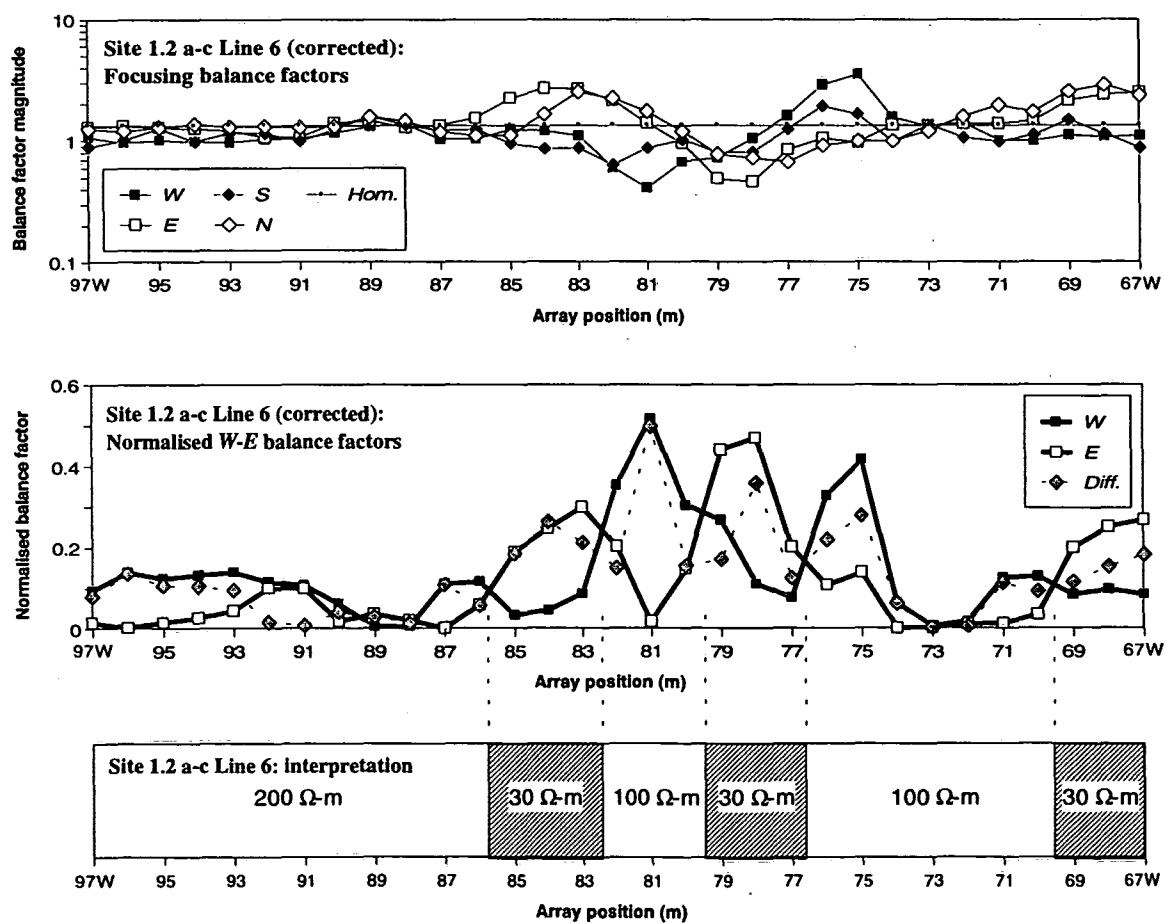 Site 1.2 a-c Line 6 (corrected):
Focusing balance factors
Balance factor magnitude
10
1
0.1
W S Hom.
E N
97W 95 93 91 89 87 85 83 81 79 77 75 73 71 69 67W
Array position (m)
Site 1.2 a-c Line 6 (corrected):
Normalised W-E balance factors
Normalised balance factor
0.6
0.4
0.2
0
W
E
Diff.
97W 95 93 91 89 87 85 83 81 79 77 75 73 71 69 67W
Array position (m)
Site 1.2 a-c Line 6: interpretation
200 Ω-m 30 Ω-m 100 Ω-m 30 Ω-m 100 Ω-m 30 Ω-m
97W 95 93 91 89 87 85 83 81 79 77 75 73 71 69 67W
Array position (m)